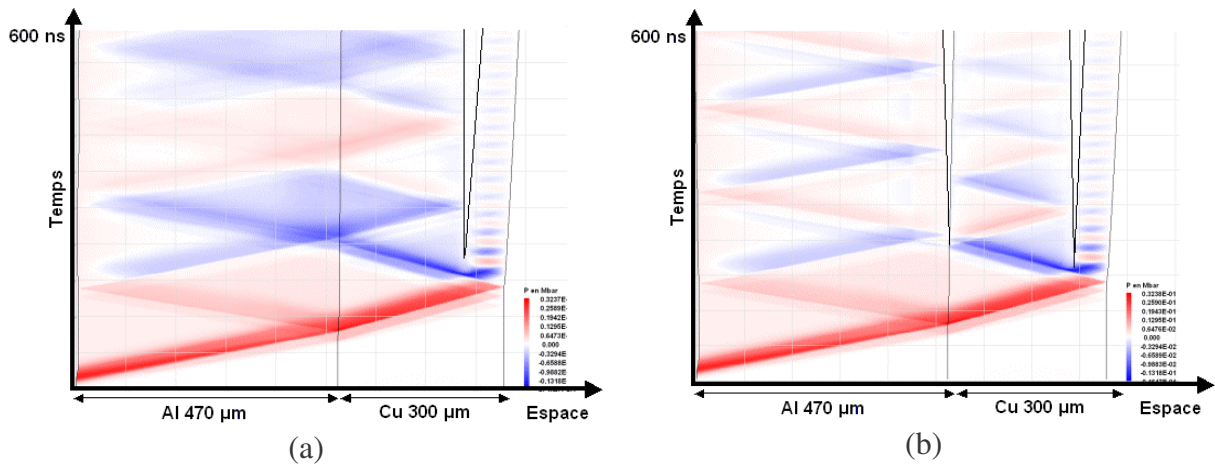 600 ns
Temps
P en Mbar
0.3237E-
0.2589E-
0.1942E-
0.1295E-
0.6473E-
0.000
-0.3294E
-0.6588E
-0.9882E
-0.1318E
Al 470 µm
Cu 300 µm
Espace
(a)
600 ns
Temps
P en Mbar
0.3238E-01
0.2590E-01
0.1943E-01
0.1295E-01
0.6476E-02
0.000
-0.3294E-02
-0.6589E-02
-0.9883E-02
-0.1318E-01
Al 470 µm
Cu 300 µm
Espace
(b)